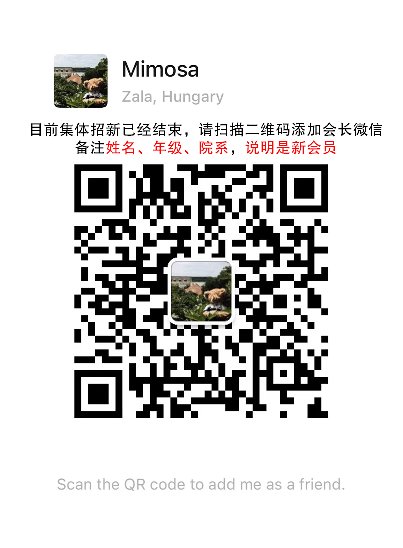 Mimosa
Zala, Hungary
目前集体招新已经结束，请扫描二维码添加会长微信
备注姓名、年级、院系，说明是新会员
Scan the QR code to add me as a friend.